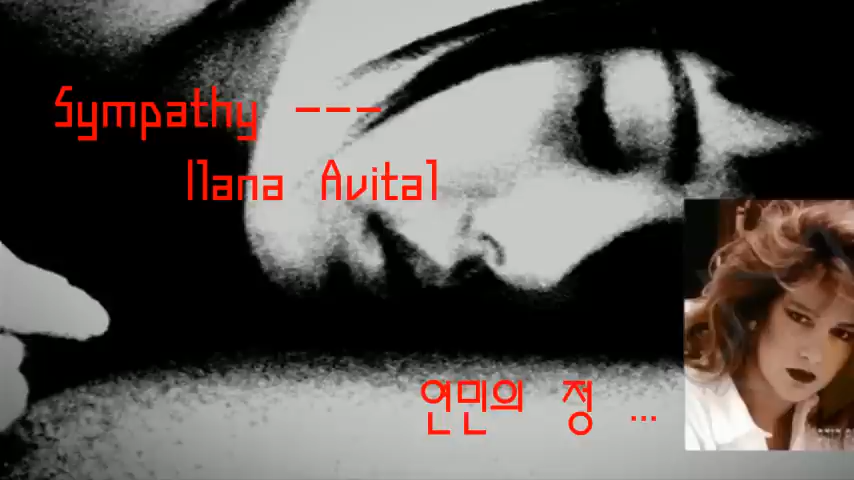 Sympathy ---
Ilana Avital
연민의 정 ...